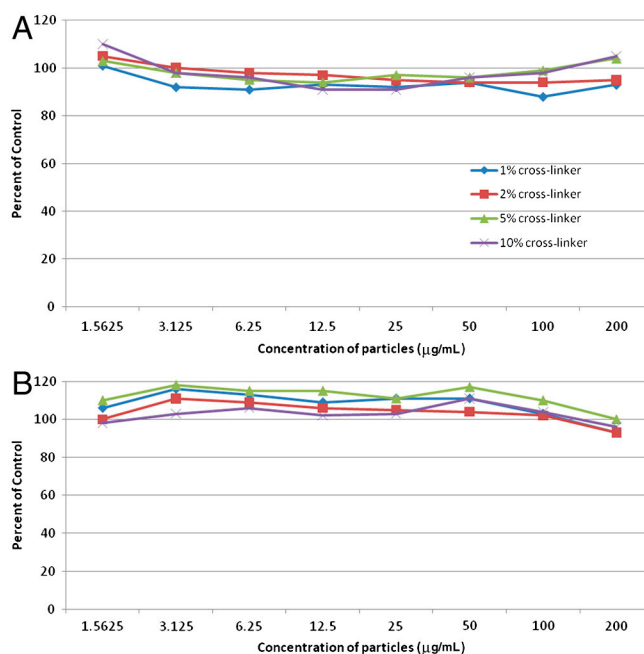 A
120
100
80
60
40
20
0
Percent of Control
1% cross-linker
2% cross-linker
5% cross-linker
10% cross-linker
1.5625 3.125 6.25 12.5 25 50 100 200
Concentration of particles (µg/mL)
B
120
100
80
60
40
20
0
Percent of Control
1.5625 3.125 6.25 12.5 25 50 100 200
Concentration of particles (µg/mL)